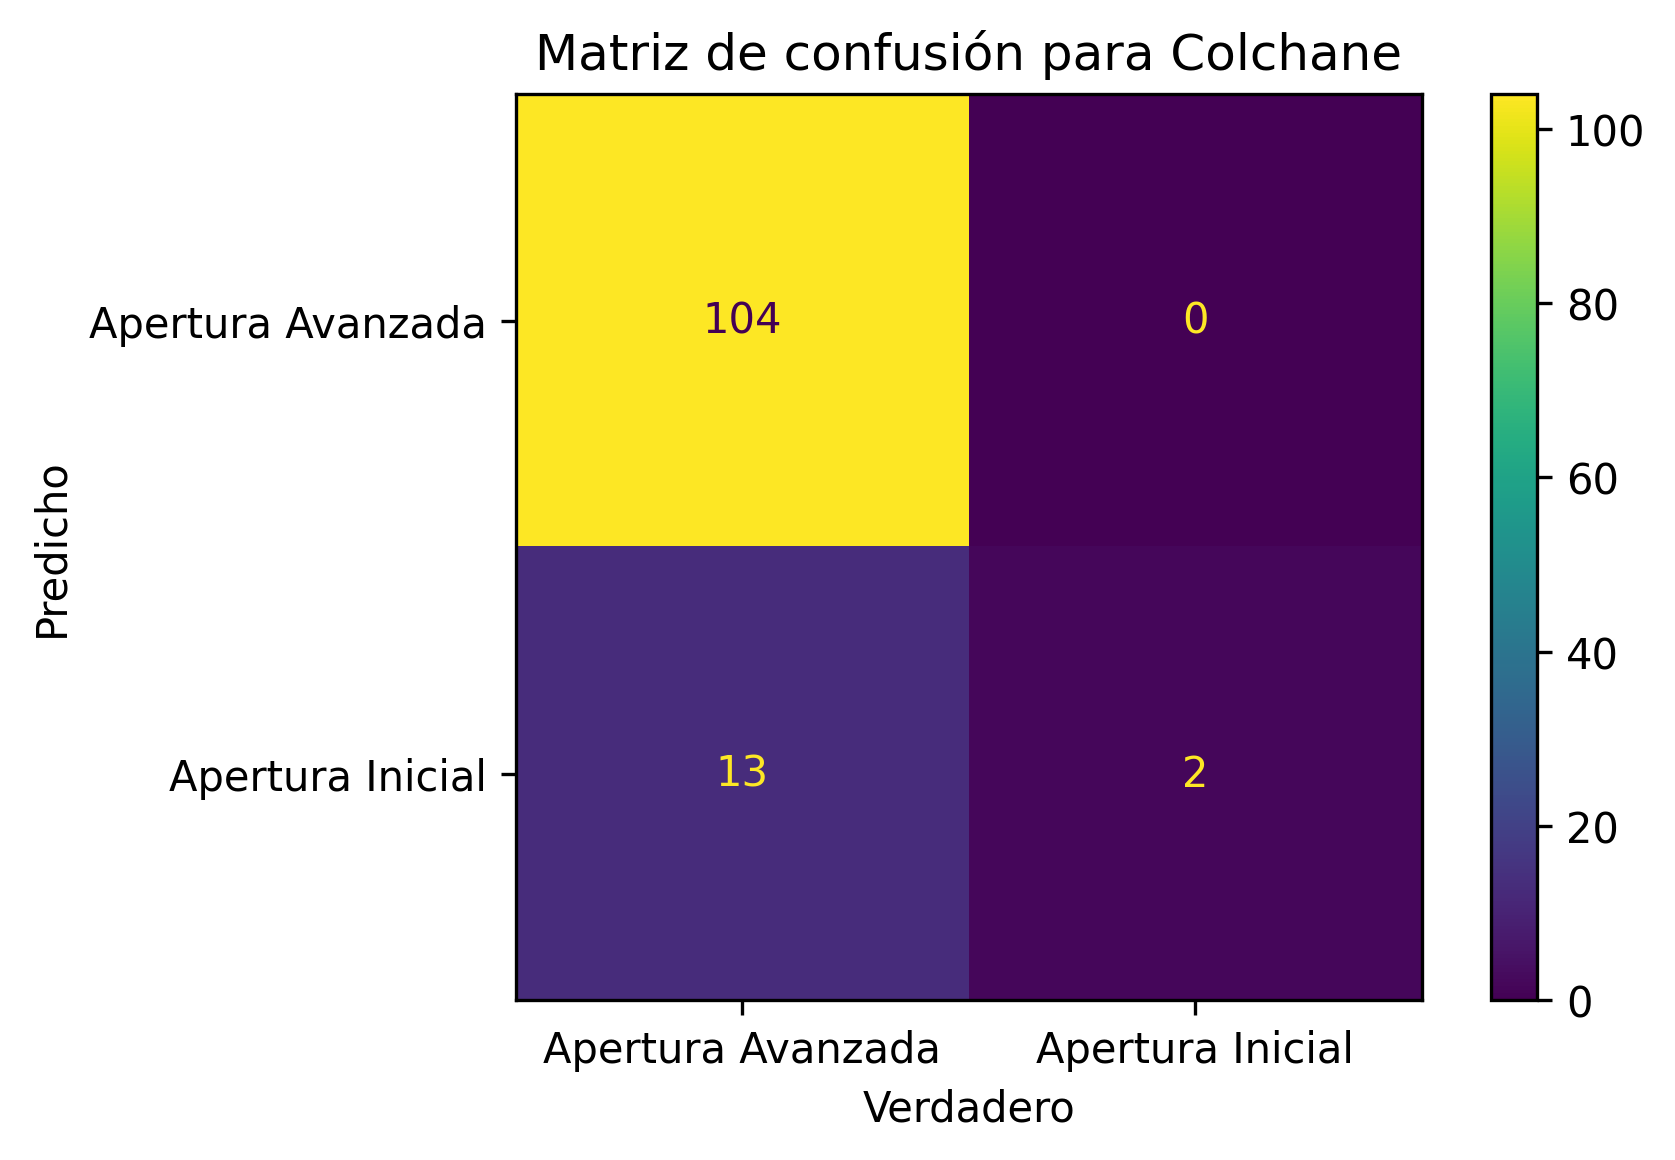 Matriz de confusión para Colchane
Predicho
Apertura Avanzada
104
0
Apertura Inicial
13
2
Apertura Avanzada
Apertura Inicial
Verdadero
100
80
60
40
20
0